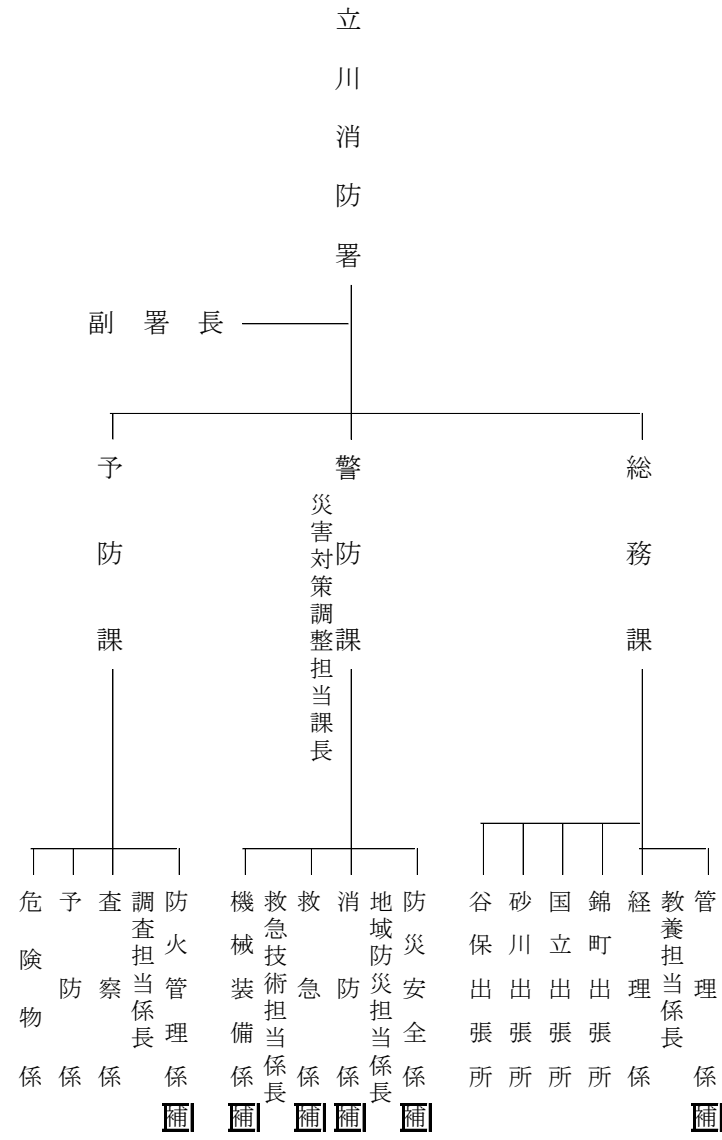 立川消防署
副署長
総務課
警防課
災害対策調整担当課長
予防課
管理係 補
教養担当係長
経理係
錦町出張所
国立出張所
砂川出張所
谷保出張所
防災安全係 補
地域防災担当係長
消防係 補
救急係 補
救急技術担当係長
機械装備係 補
防火管理係 補
調査担当係長
査察係
予防係
危険物係